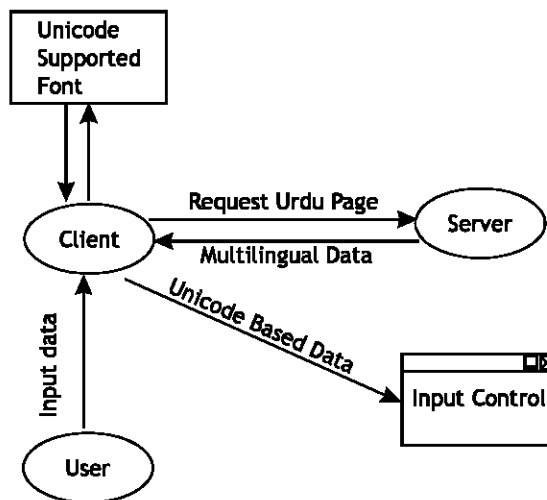 Unicode
Supported
Font
Request Urdu Page
Client
Server
Multilingual Data
Unicode Based Data
Input data
Input Control
User